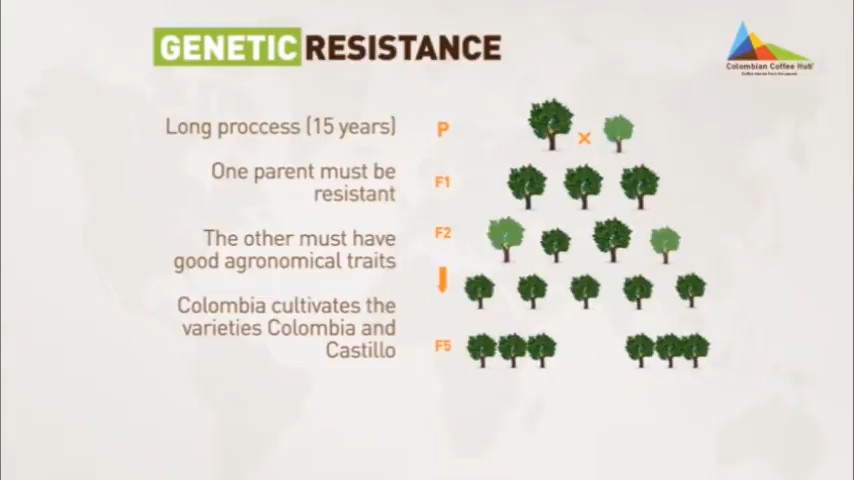 GENETIC RESISTANCE
Colombian Coffee Hub
Long proccess (15 years)
P
x
One parent must be
resistant
F1
The other must have
good agronomical traits
F2
Colombia cultivates the
varieties Colombia and
Castillo
F5